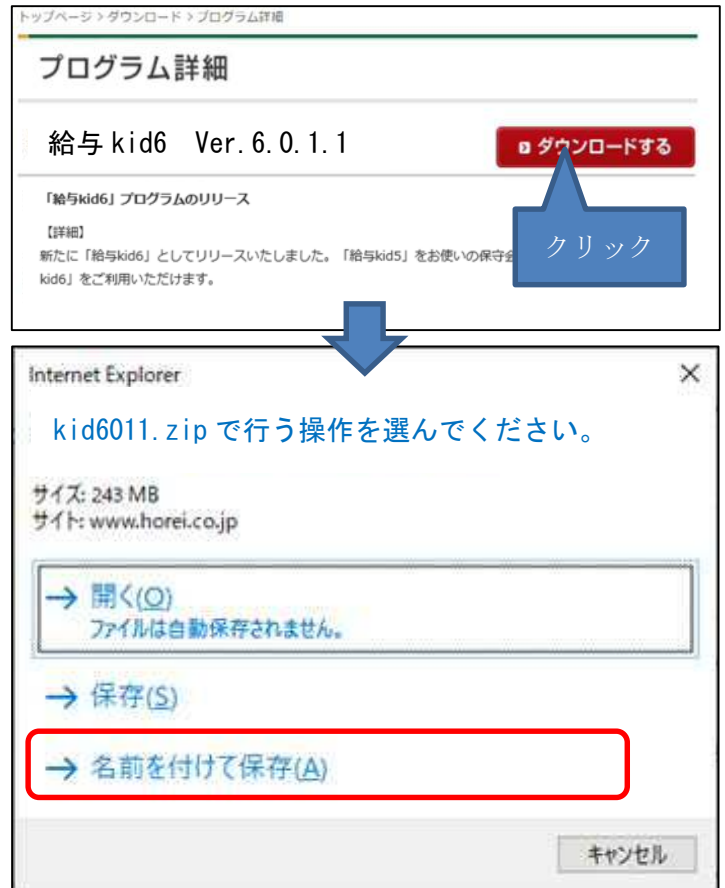 トップページ > ダウンロード > プログラム詳細
プログラム詳細
給与 kid6 Ver.6.0.1.1
ダウンロードする
「給与kid6」プログラムのリリース
【詳細】
新たに「給与kid6」としてリリースいたしました。「給与kid5」をお使いの保守会
kid6」をご利用いただけます。
クリック
Internet Explorer
kid6011.zip で行う操作を選んでください。
サイズ: 243 MB
サイト: www.horei.co.jp
→ 開く(O)
ファイルは自動保存されません。
→ 保存(S)
→ 名前を付けて保存(A)
キャンセル